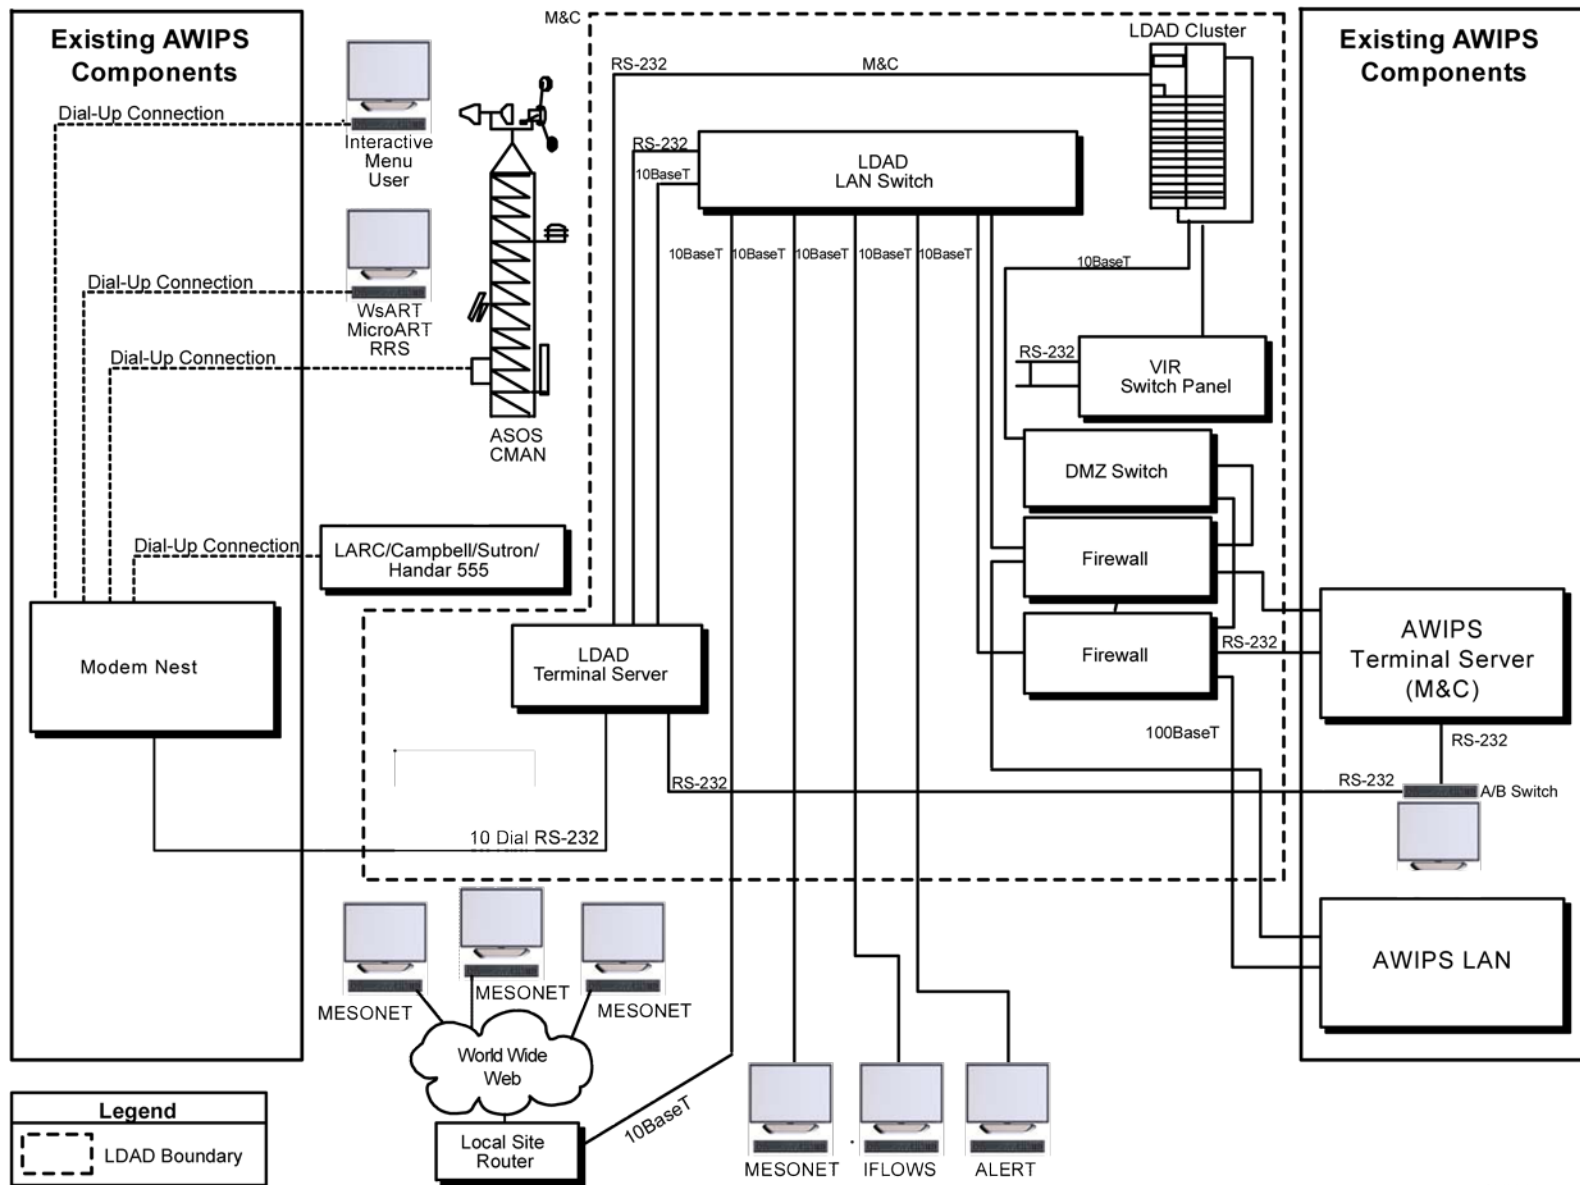 Existing AWIPS
Components
M&C
LDAD Cluster
Existing AWIPS
Components
RS-232
M&C
Dial-Up Connection
Interactive
Menu
User
RS-232
LDAD
LAN Switch
10BaseT
10BaseT
10BaseT
10BaseT
10BaseT
10BaseT
10BaseT
Dial-Up Connection
WsART
MicroART
RRS
Dial-Up Connection
RS-232
VIR
Switch Panel
ASOS
CMAN
DMZ Switch
Dial-Up Connection
LARC/Campbell/Sutron/
Handar 555
Firewall
Modem Nest
LDAD
Terminal Server
Firewall
RS-232
AWIPS
Terminal Server
(M&C)
100BaseT
RS-232
RS-232
RS-232
A/B Switch
10 Dial RS-232
MESONET
MESONET
MESONET
AWIPS LAN
World Wide
Web
10BaseT
Local Site
Router
MESONET
IFLOWS
ALERT
Legend
LDAD Boundary